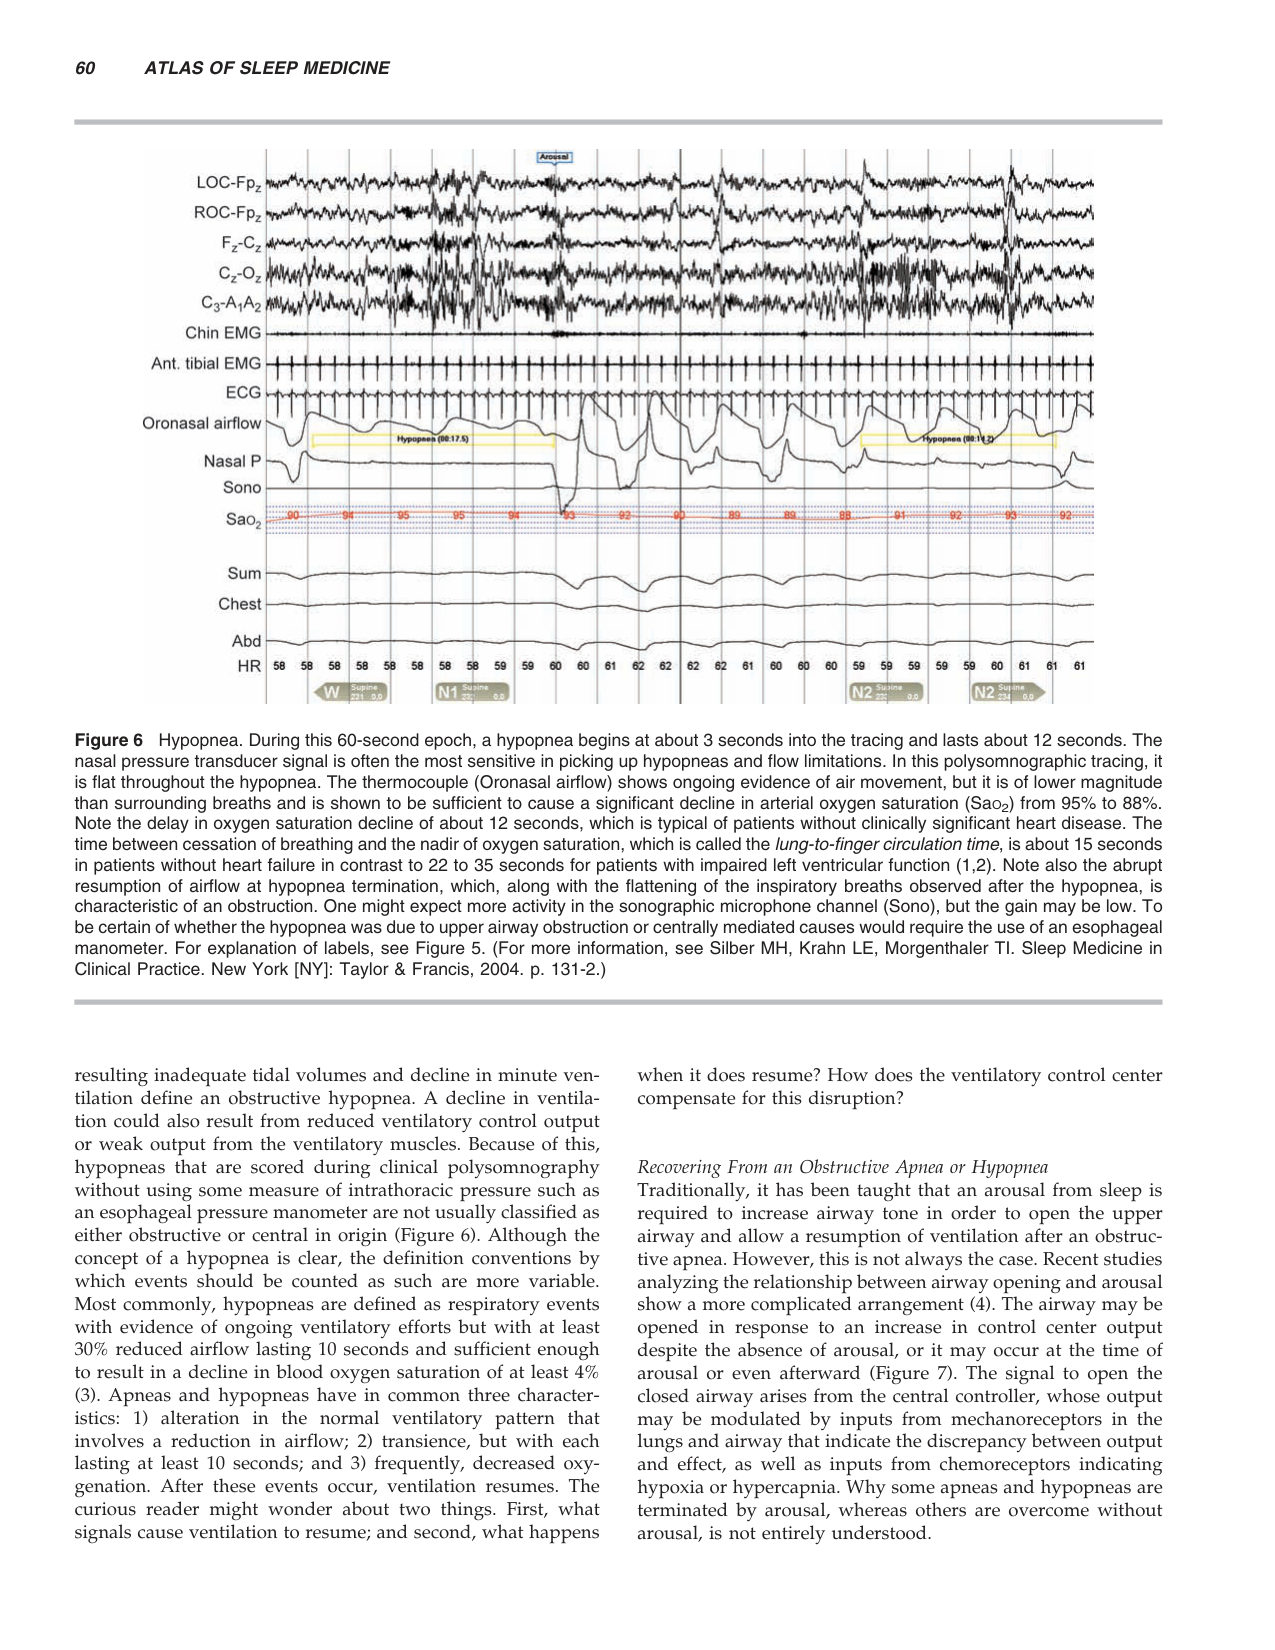 60 ATLAS OF SLEEP MEDICINE
Arousal
LOC-Fpz
ROC-Fpz
Fz-Cz
Cz-Oz
C3-A1A2
Chin EMG
Ant. tibial EMG
ECG
Oronasal airflow
Hypopnea (00:17.5) Hypopnea (00:14.2)
Nasal P
Sono
Sao2 90 94 95 95 94 93 92 90 89 89 88 91 92 93 92
Sum
Chest
Abd
HR 58 58 58 58 58 58 58 58 59 59 60 60 61 62 62 62 62 61 60 60 60 59 59 59 59 59 60 61 61 61
W Supine 231 0.0 N1 Supine 0.0 N2 Supine 0.0 N2 Supine 234 0.0
Figure 6 Hypopnea. During this 60-second epoch, a hypopnea begins at about 3 seconds into the tracing and lasts about 12 seconds. The
nasal pressure transducer signal is often the most sensitive in picking up hypopneas and flow limitations. In this polysomnographic tracing, it
is flat throughout the hypopnea. The thermocouple (Oronasal airflow) shows ongoing evidence of air movement, but it is of lower magnitude
than surrounding breaths and is shown to be sufficient to cause a significant decline in arterial oxygen saturation (Sao2) from 95% to 88%.
Note the delay in oxygen saturation decline of about 12 seconds, which is typical of patients without clinically significant heart disease. The
time between cessation of breathing and the nadir of oxygen saturation, which is called the lung-to-finger circulation time, is about 15 seconds
in patients without heart failure in contrast to 22 to 35 seconds for patients with impaired left ventricular function (1,2). Note also the abrupt
resumption of airflow at hypopnea termination, which, along with the flattening of the inspiratory breaths observed after the hypopnea, is
characteristic of an obstruction. One might expect more activity in the sonographic microphone channel (Sono), but the gain may be low. To
be certain of whether the hypopnea was due to upper airway obstruction or centrally mediated causes would require the use of an esophageal
manometer. For explanation of labels, see Figure 5. (For more information, see Silber MH, Krahn LE, Morgenthaler TI. Sleep Medicine in
Clinical Practice. New York [NY]: Taylor & Francis, 2004. p. 131-2.)
resulting inadequate tidal volumes and decline in minute ven-
tilation define an obstructive hypopnea. A decline in ventila-
tion could also result from reduced ventilatory control output
or weak output from the ventilatory muscles. Because of this,
hypopneas that are scored during clinical polysomnography
without using some measure of intrathoracic pressure such as
an esophageal pressure manometer are not usually classified as
either obstructive or central in origin (Figure 6). Although the
concept of a hypopnea is clear, the definition conventions by
which events should be counted as such are more variable.
Most commonly, hypopneas are defined as respiratory events
with evidence of ongoing ventilatory efforts but with at least
30% reduced airflow lasting 10 seconds and sufficient enough
to result in a decline in blood oxygen saturation of at least 4%
(3). Apneas and hypopneas have in common three character-
istics: 1) alteration in the normal ventilatory pattern that
involves a reduction in airflow; 2) transience, but with each
lasting at least 10 seconds; and 3) frequently, decreased oxy-
genation. After these events occur, ventilation resumes. The
curious reader might wonder about two things. First, what
signals cause ventilation to resume; and second, what happens
when it does resume? How does the ventilatory control center
compensate for this disruption?
Recovering From an Obstructive Apnea or Hypopnea
Traditionally, it has been taught that an arousal from sleep is
required to increase airway tone in order to open the upper
airway and allow a resumption of ventilation after an obstruc-
tive apnea. However, this is not always the case. Recent studies
analyzing the relationship between airway opening and arousal
show a more complicated arrangement (4). The airway may be
opened in response to an increase in control center output
despite the absence of arousal, or it may occur at the time of
arousal or even afterward (Figure 7). The signal to open the
closed airway arises from the central controller, whose output
may be modulated by inputs from mechanoreceptors in the
lungs and airway that indicate the discrepancy between output
and effect, as well as inputs from chemoreceptors indicating
hypoxia or hypercapnia. Why some apneas and hypopneas are
terminated by arousal, whereas others are overcome without
arousal, is not entirely understood.